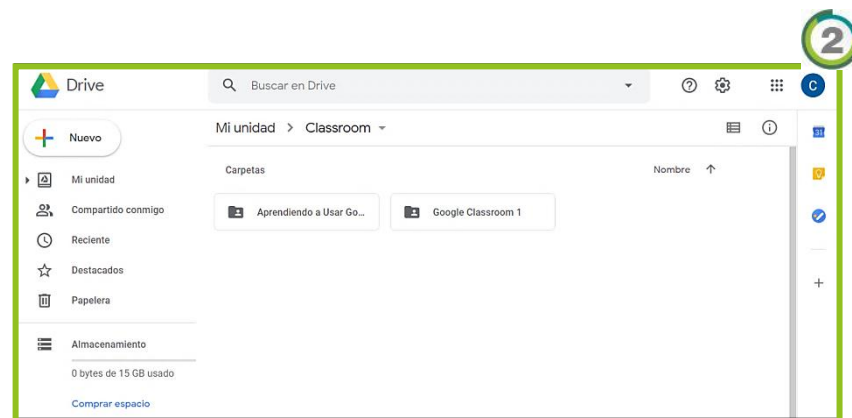 2
Drive
Buscar en Drive
C
Nuevo
Mi unidad > Classroom
31
Carpetas
Nombre
Mi unidad
Aprendiendo a Usar Go...
Google Classroom 1
Compartido conmigo
Reciente
Destacados
Papelera
Almacenamiento
0 bytes de 15 GB usado
Comprar espacio